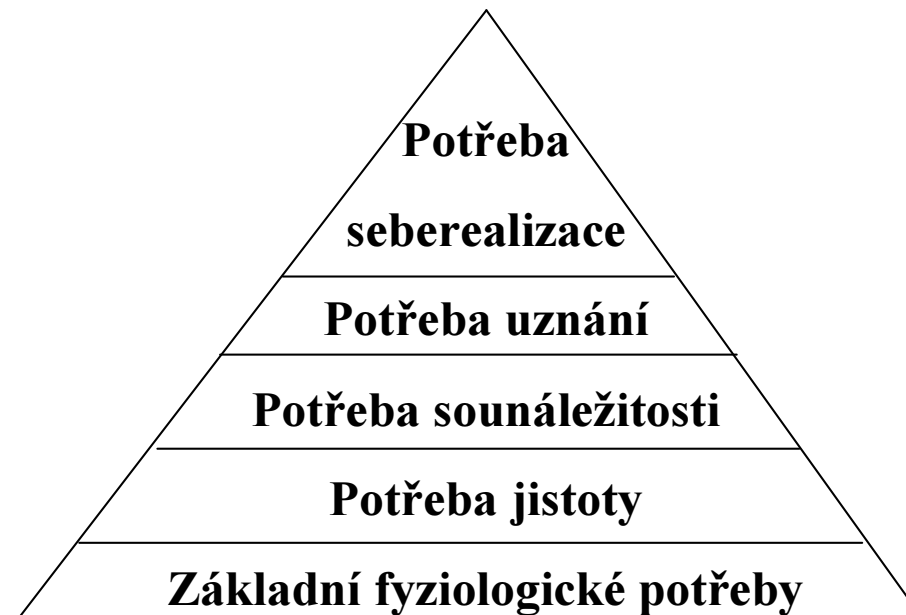 Potřeba
seberealizace
Potřeba uznání
Potřeba sounáležitosti
Potřeba jistoty
Základní fyziologické potřeby